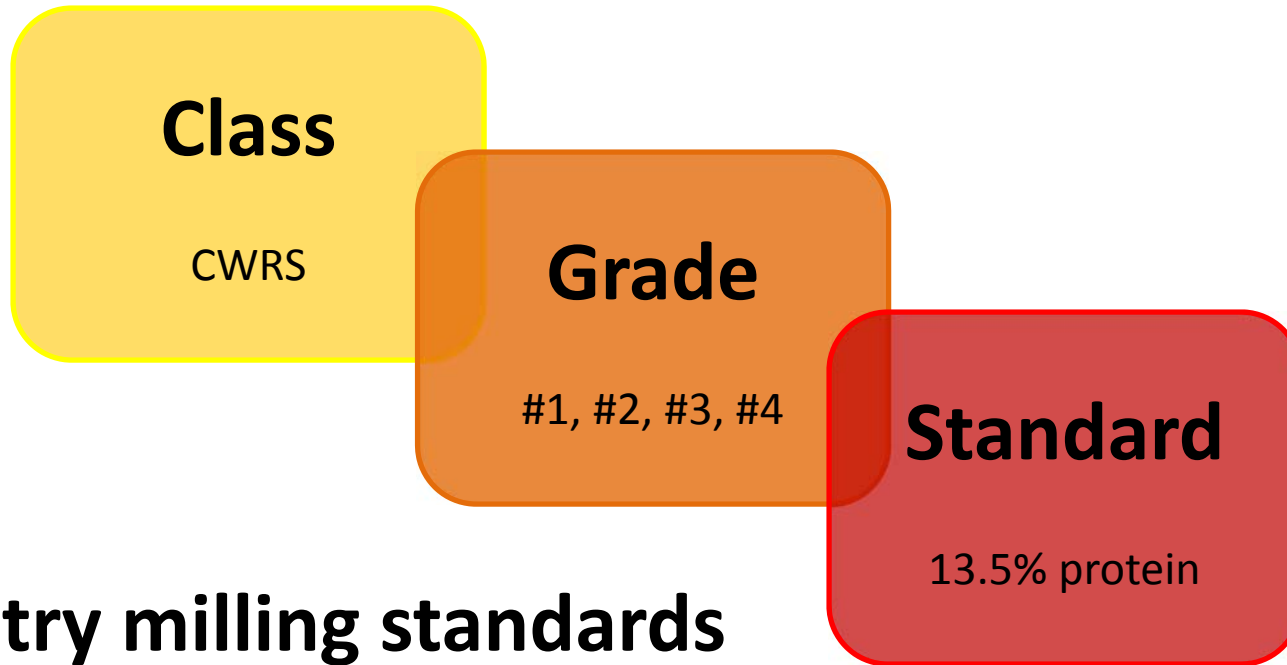 Class
CWRS
Grade
#1, #2, #3, #4
Standard
13.5% protein
try milling standards